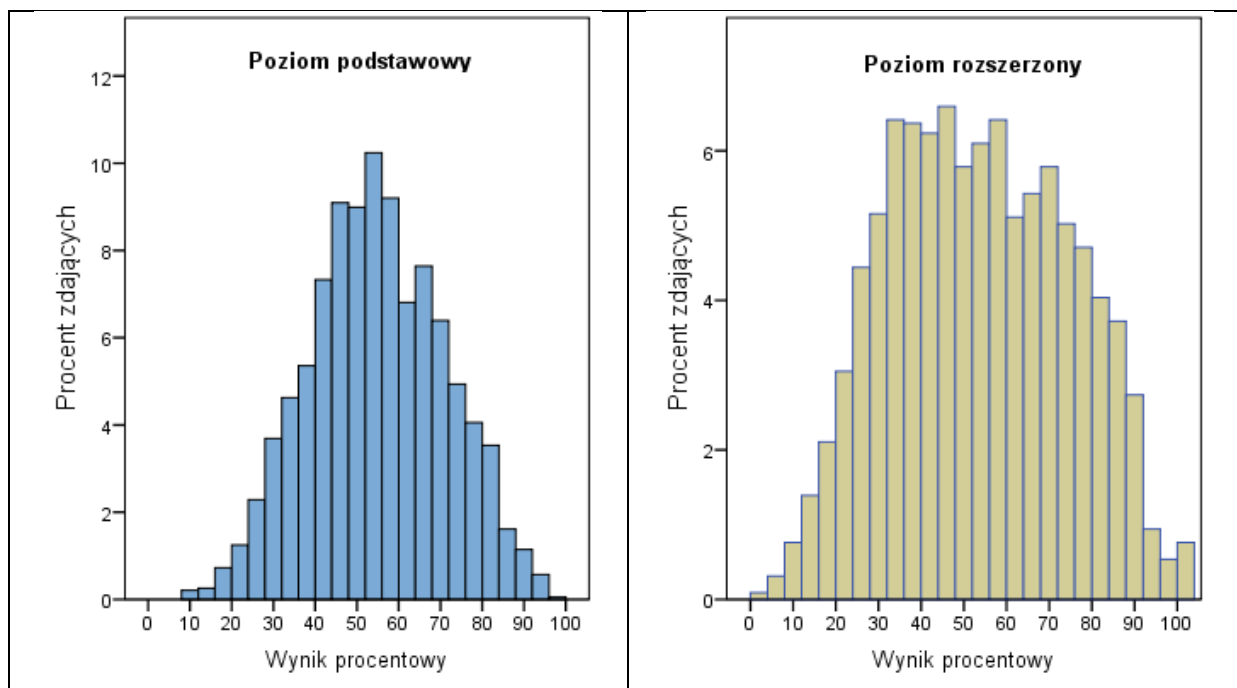 Poziom podstawowy
Procent zdających
12
10
8
6
4
2
0
0 10 20 30 40 50 60 70 80 90 100
Wynik procentowy
Poziom rozszerzony
Procent zdających
6
4
2
0
0 10 20 30 40 50 60 70 80 90 100
Wynik procentowy